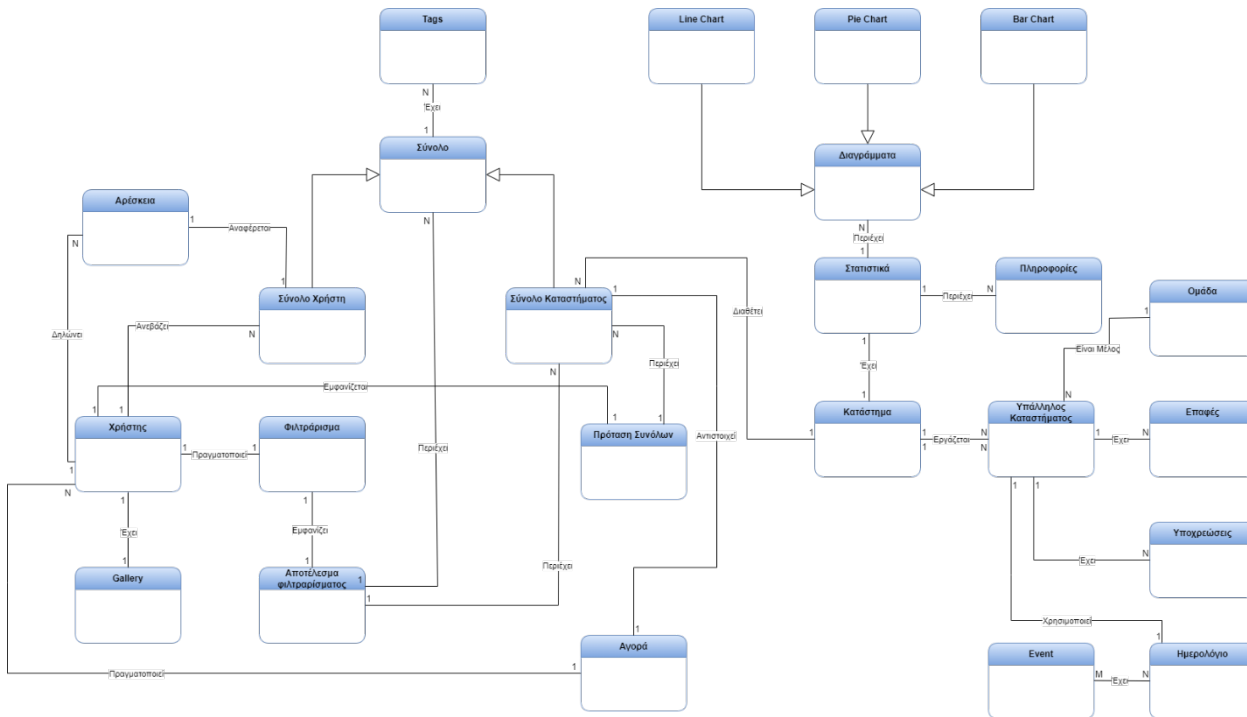 Tags
Line Chart
Pie Chart
Bar Chart
N
Έχει
1
Σύνολο
Διαγράμματα
Αρέσκεια
1
Αναφέρεται
N
N
N
Περιέχει
1
1
Σύνολο Χρήστη
N
Σύνολο Καταστήματος
1
Στατιστικά
Πληροφορίες
Ομάδα
1
Περιέχει
N
Διαθέτει
1
Δηλώνει
Ανεβάζει
N
N
Περιέχει
1
Έχει
Είναι Μέλος
N
Εμφανίζεται
N
1
1
1
1
1
N
Χρήστης
Φιλτράρισμα
Πρόταση Συνόλων
Κατάστημα
Υπάλληλος
Καταστήματος
Επαφές
Αντιστοιχεί
1
Εργάζεται
N
1
N
1
Έχει
N
1
Πραγματοποιεί
1
Περιέχει
1
N
1
1
1
1
Έχει
Εμφανίζει
Υποχρεώσεις
1
1
Περιέχει
Έχει
N
Gallery
Αποτέλεσμα
φιλτραρίσματος
1
1
Χρησιμοποιεί
1
1
Αγορά
Event
Ημερολόγιο
Πραγματοποιεί
1
M
Έχει
N